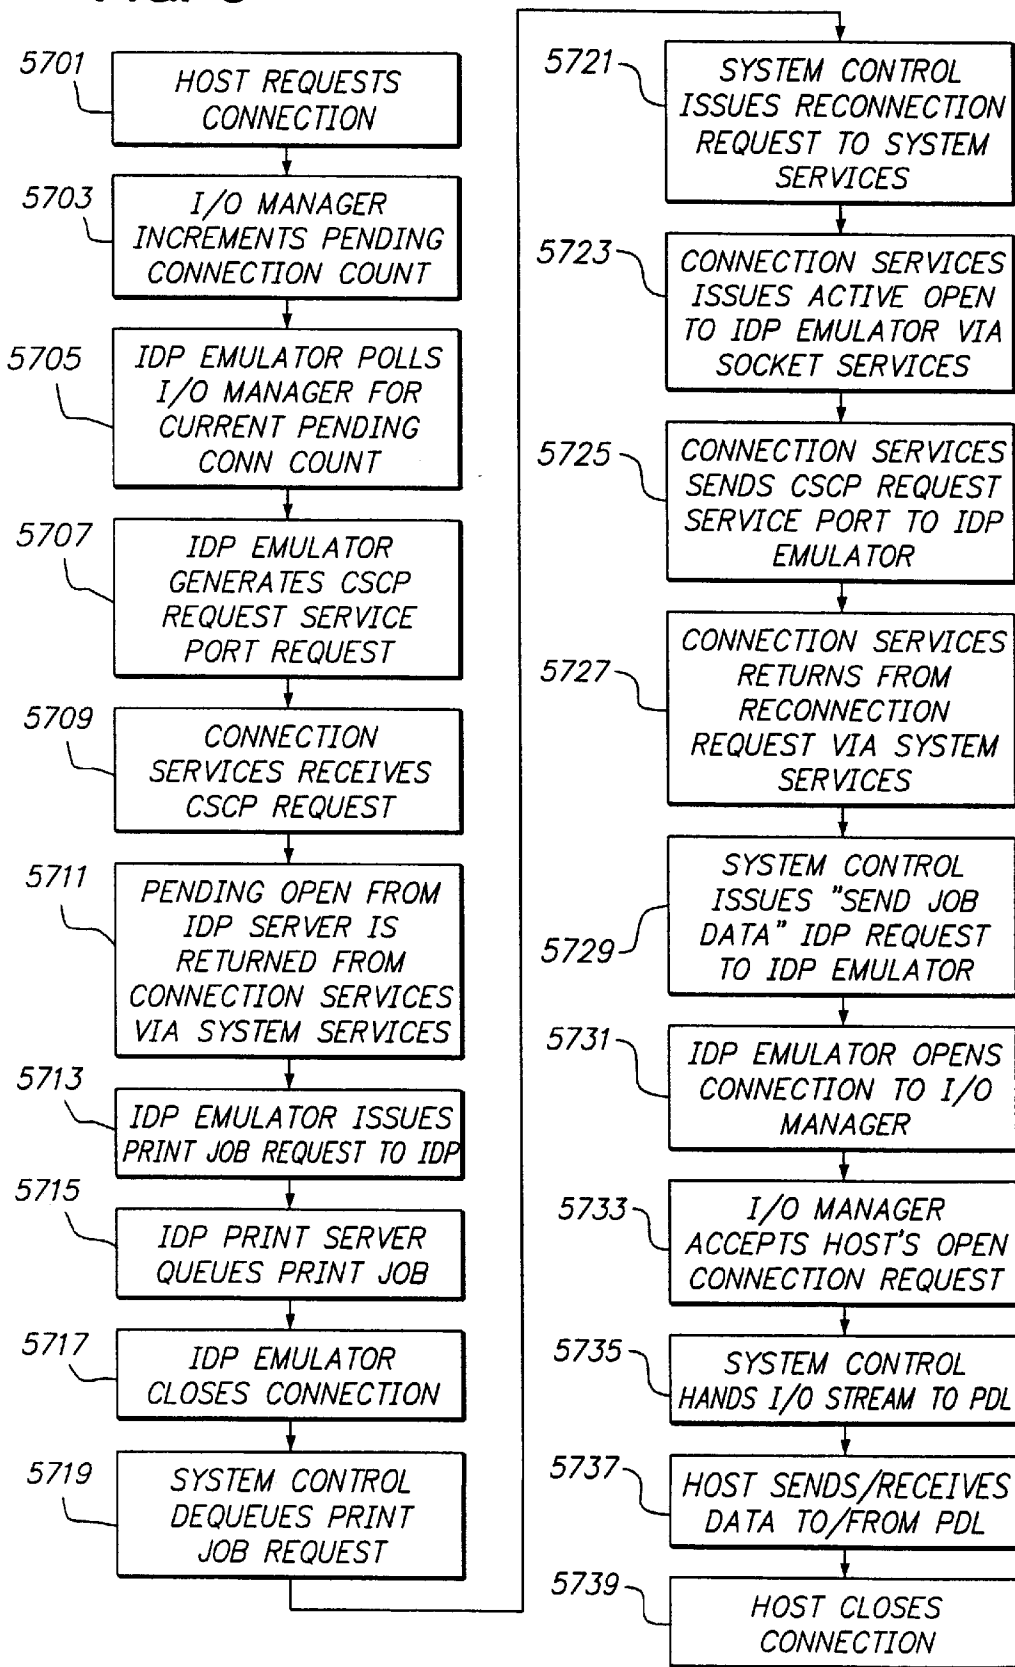 5701
HOST REQUESTS
CONNECTION
5703
I/O MANAGER
INCREMENTS PENDING
CONNECTION COUNT
5705
IDP EMULATOR POLLS
I/O MANAGER FOR
CURRENT PENDING
CONN COUNT
5707
IDP EMULATOR
GENERATES CSCP
REQUEST SERVICE
PORT REQUEST
5709
CONNECTION
SERVICES RECEIVES
CSCP REQUEST
5711
PENDING OPEN FROM
IDP SERVER IS
RETURNED FROM
CONNECTION SERVICES
VIA SYSTEM SERVICES
5713
IDP EMULATOR ISSUES
PRINT JOB REQUEST TO IDP
5715
IDP PRINT SERVER
QUEUES PRINT JOB
5717
IDP EMULATOR
CLOSES CONNECTION
5719
SYSTEM CONTROL
DEQUEUES PRINT
JOB REQUEST
5721
SYSTEM CONTROL
ISSUES RECONNECTION
REQUEST TO SYSTEM
SERVICES
5723
CONNECTION SERVICES
ISSUES ACTIVE OPEN
TO IDP EMULATOR VIA
SOCKET SERVICES
5725
CONNECTION SERVICES
SENDS CSCP REQUEST
SERVICE PORT TO IDP
EMULATOR
5727
CONNECTION SERVICES
RETURNS FROM
RECONNECTION
REQUEST VIA SYSTEM
SERVICES
5729
SYSTEM CONTROL
ISSUES "SEND JOB
DATA" IDP REQUEST
TO IDP EMULATOR
5731
IDP EMULATOR OPENS
CONNECTION TO I/O
MANAGER
5733
I/O MANAGER
ACCEPTS HOST'S OPEN
CONNECTION REQUEST
5735
SYSTEM CONTROL
HANDS I/O STREAM TO PDL
5737
HOST SENDS/RECEIVES
DATA TO/FROM PDL
5739
HOST CLOSES
CONNECTION